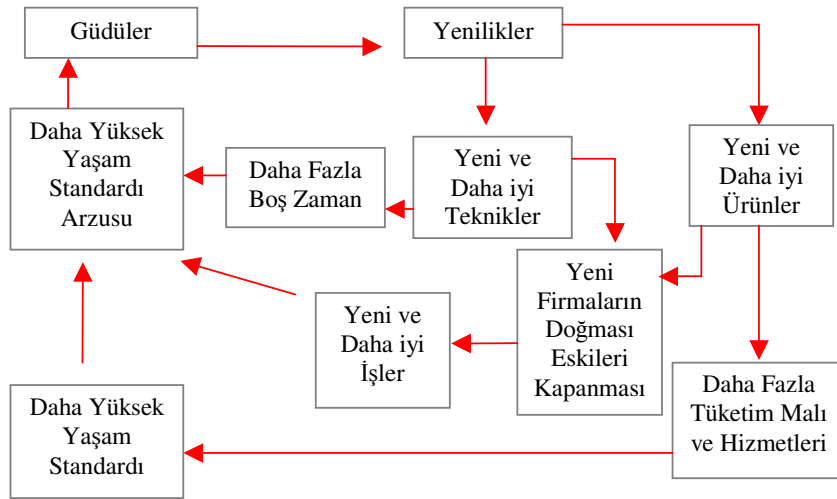 Güdüler
Yenilikler
Daha Yüksek
Yaşam
Standardı
Arzusu
Daha Fazla
Boş Zaman
Yeni ve
Daha iyi
Teknikler
Yeni ve
Daha iyi
Ürünler
Yeni ve
Daha iyi
İşler
Yeni
Firmaların
Doğması
Eskileri
Kapanması
Daha Yüksek
Yaşam
Standardı
Daha Fazla
Tüketim Malı
ve Hizmetleri